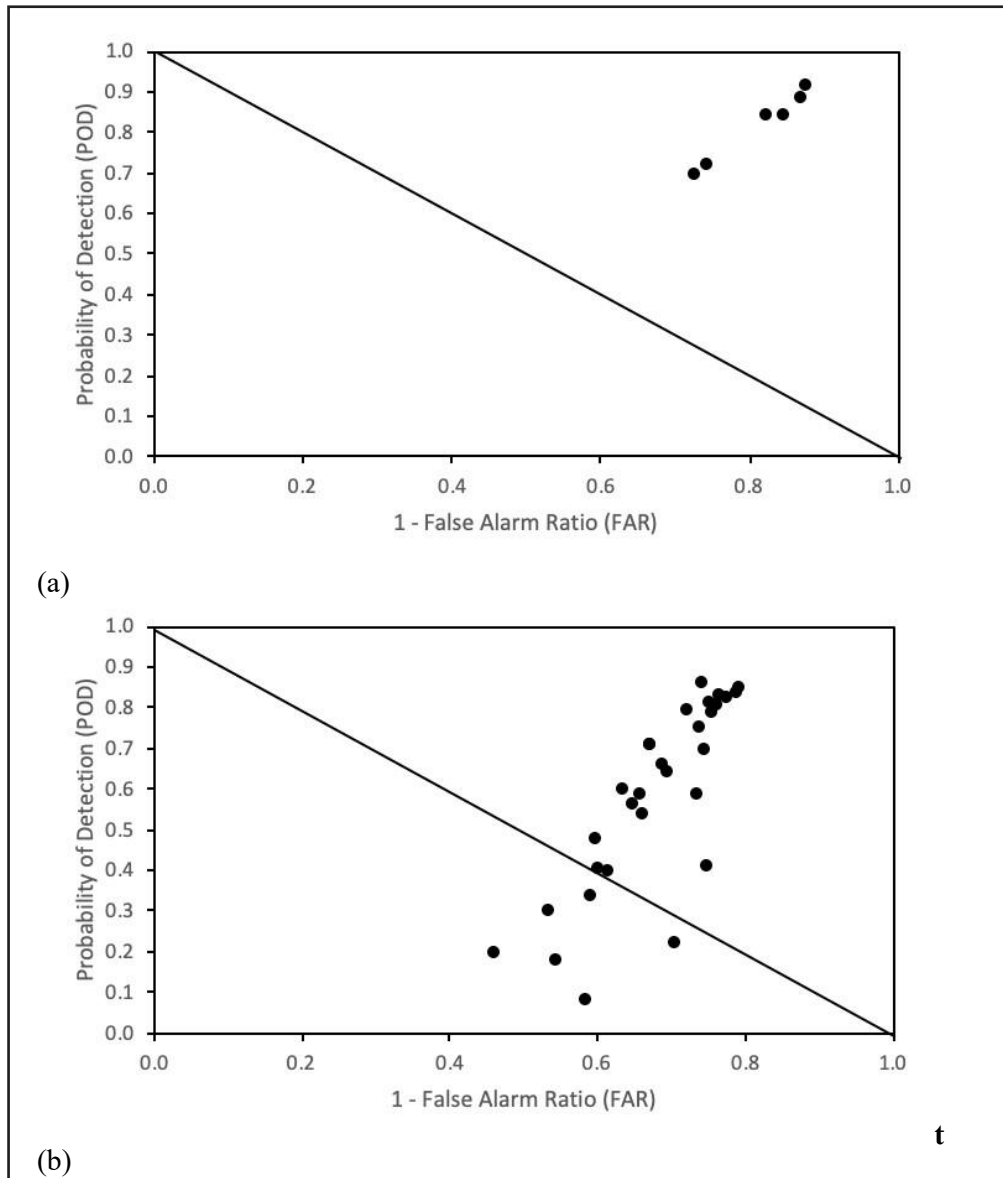 1.0
0.9
0.8
0.7
0.6
0.5
0.4
0.3
0.2
0.1
0.0
Probability of Detection (POD)
0.0 0.2 0.4 0.6 0.8 1.0
1 - False Alarm Ratio (FAR)
(a)
1.0
0.9
0.8
0.7
0.6
0.5
0.4
0.3
0.2
0.1
0.0
Probability of Detection (POD)
0.0 0.2 0.4 0.6 0.8 1.0
1 - False Alarm Ratio (FAR)
t
(b)